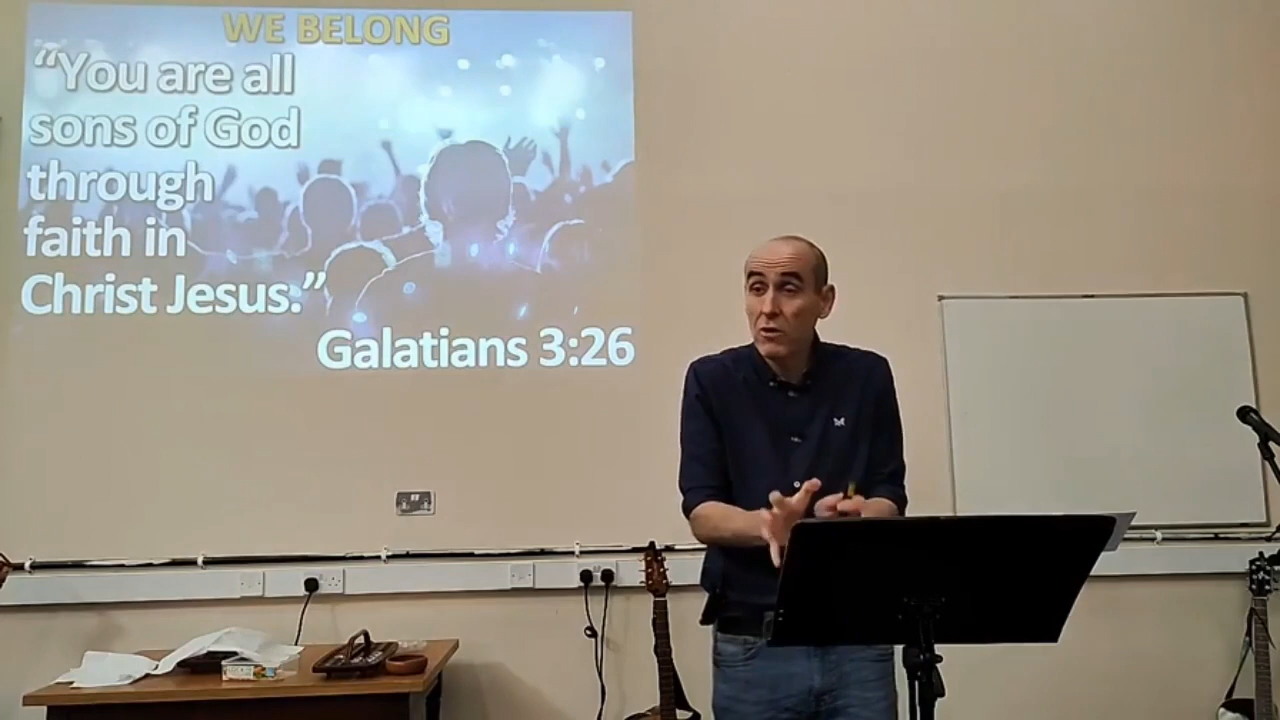 WE BELONG
“You are all
sons of God
through
faith in
Christ Jesus.”
Galatians 3:26